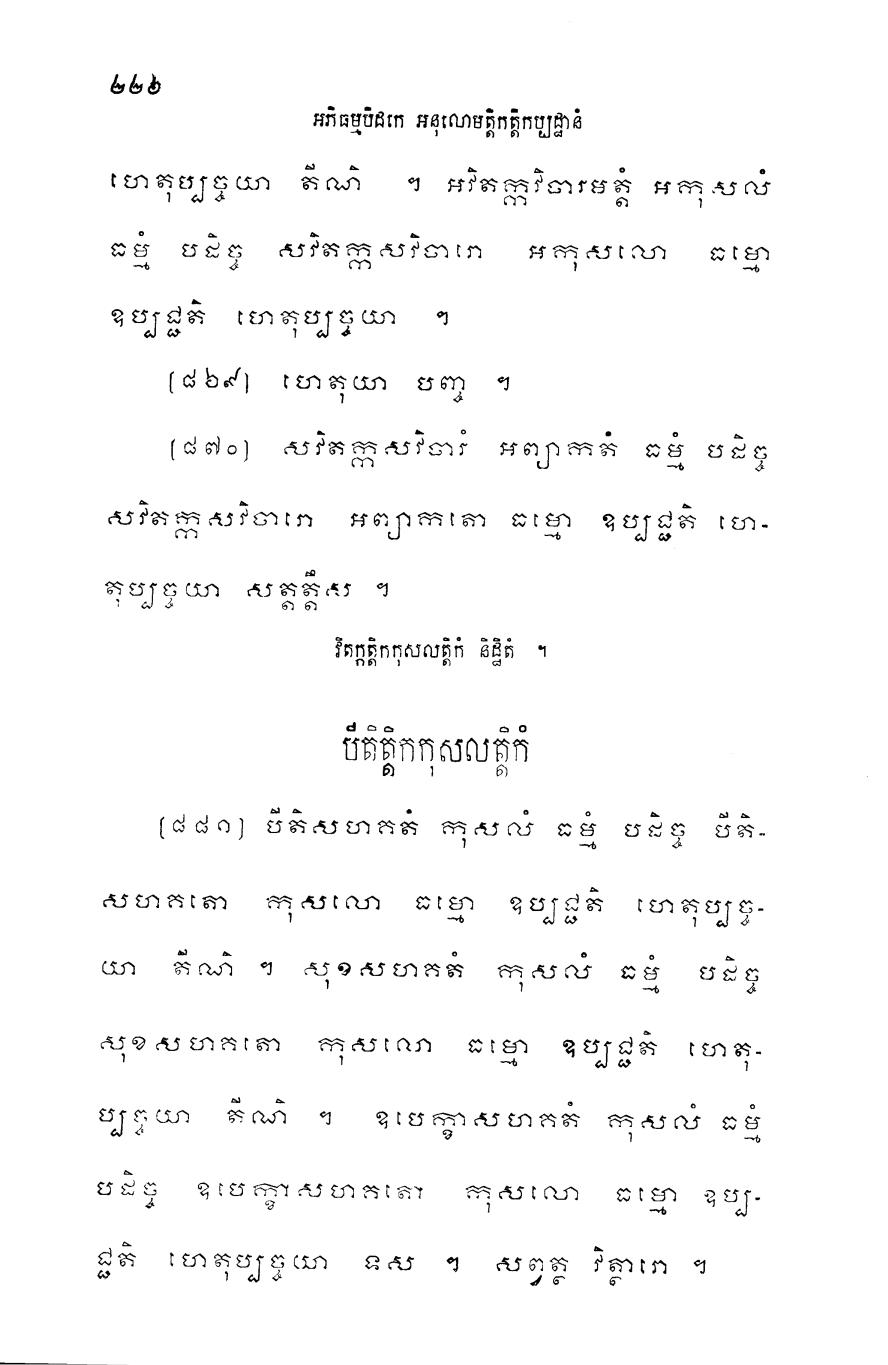 ២២៦
អភិធម្មបិដកេ អនុលោមត្តិកត្តិកប្បដ្ឋានំ
ហេតុប្បច្ចយា តីណិ ។ អវិតក្កវិចារមត្តំ អកុសលំ
ធម្មំ បដិច្ច សវិតក្កសវិចារោ អកុសលោ ធម្មោ
ឧប្បជ្ជតិ ហេតុប្បច្ចយា ។
[៨៦៩] ហេតុយា បញ្ច ។
[៨៧០] សវិតក្កសវិចារំ អព្យាកតំ ធម្មំ បដិច្ច
សវិតក្កសវិចារោ អព្យាកតោ ធម្មោ ឧប្បជ្ជតិ ហេ-
តុប្បច្ចយា សត្តត្តឹស ។
វិតក្កត្តិកកុសលត្តិកំ និដ្ឋិតំ ។
បីតិត្តិកកុសលត្តិកំ
[៨៨១] បីតិសហគតំ កុសលំ ធម្មំ បដិច្ច បីតិ-
សហគតោ កុសលោ ធម្មោ ឧប្បជ្ជតិ ហេតុប្បច្ច-
យា តីណិ ។ សុខសហគតំ កុសលំ ធម្មំ បដិច្ច
សុខសហគតោ កុសលោ ធម្មោ ឧប្បជ្ជតិ ហេតុ-
ប្បច្ចយា តីណិ ។ ឧបេក្ខាសហគតំ កុសលំ ធម្មំ
បដិច្ច ឧបេក្ខាសហគតោ កុសលោ ធម្មោ ឧប្ប-
ជ្ជតិ ហេតុប្បច្ចយា ទស ។ សព្វត្ថ វិត្ថារោ ។